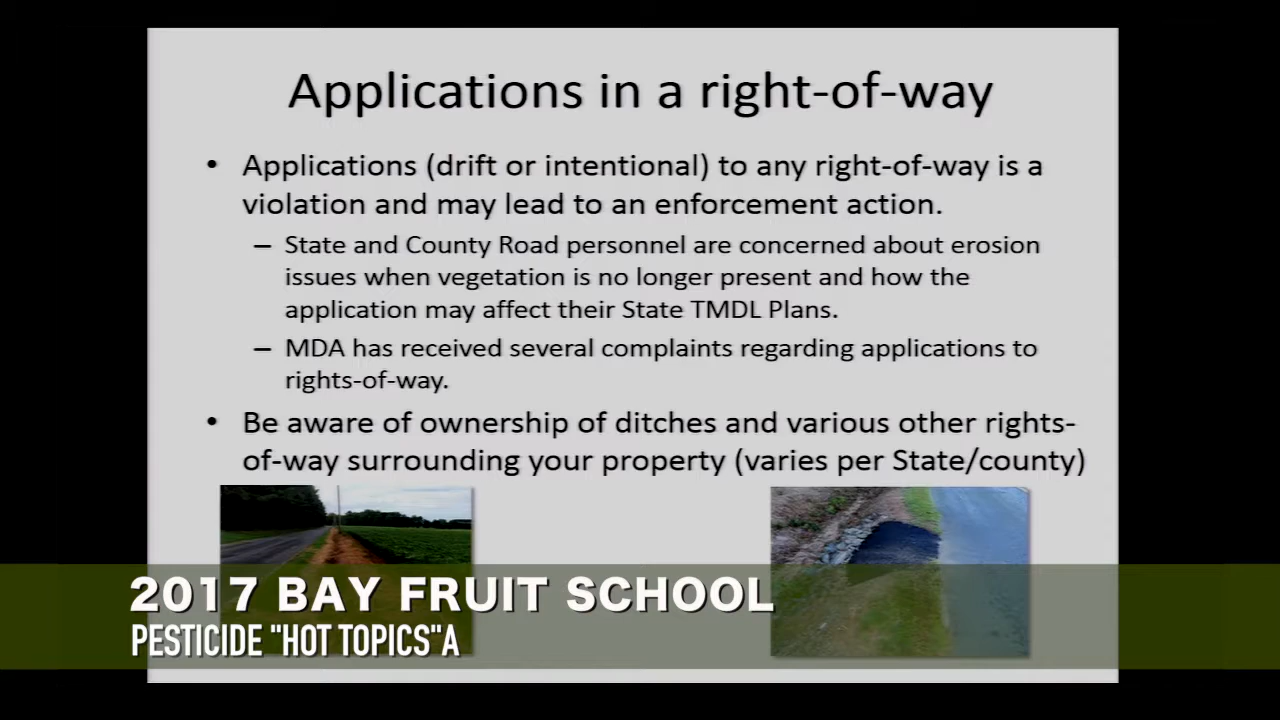 Applications in a right-of-way
• Applications (drift or intentional) to any right-of-way is a
violation and may lead to an enforcement action.
– State and County Road personnel are concerned about erosion
issues when vegetation is no longer present and how the
application may affect their State TMDL Plans.
– MDA has received several complaints regarding applications to
rights-of-way.
• Be aware of ownership of ditches and various other rights-
of-way surrounding your property (varies per State/county)
2017 BAY FRUIT SCHOOL
PESTICIDE "HOT TOPICS"A